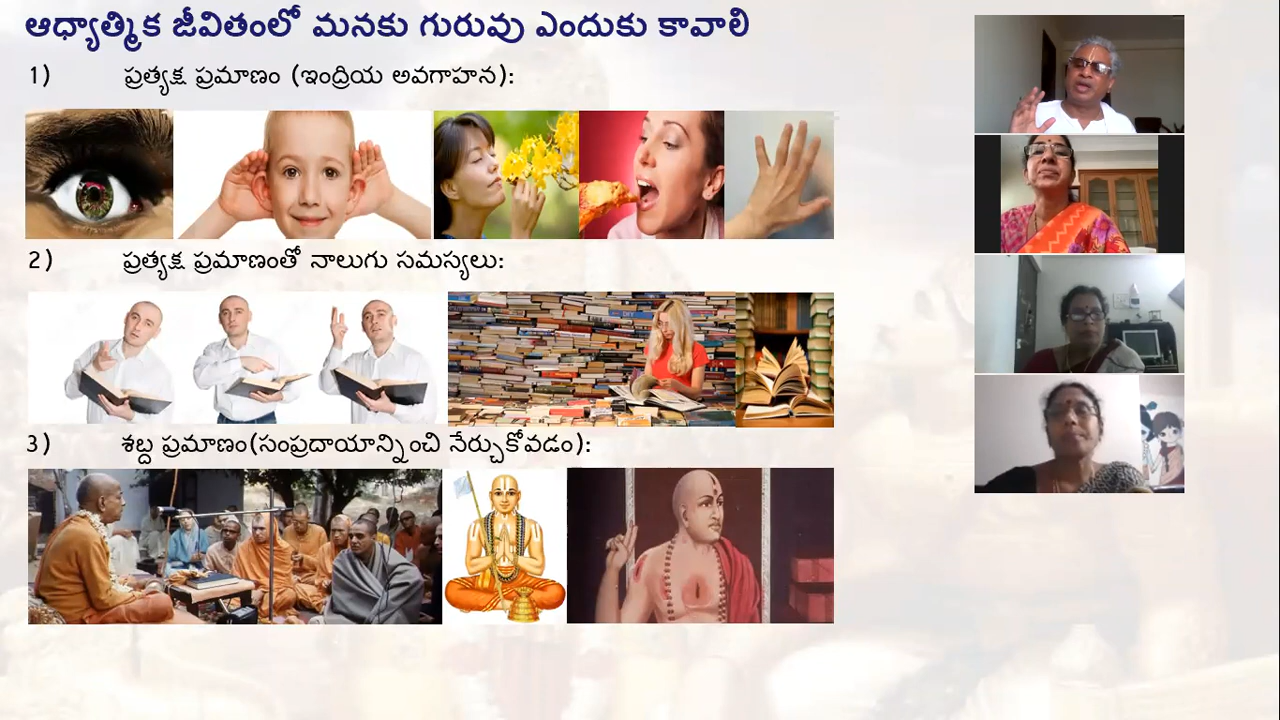 ఆధ్యాత్మిక జీవితంలో మనకు గురువు ఎందుకు కావాలి
1) ప్రత్యక్ష ప్రమాణం (ఇంద్రియ అవగాహన):
2) ప్రత్యక్ష ప్రమాణంతో నాలుగు సమస్యలు:
3) శబ్ద ప్రమాణం(సంప్రదాయాన్నించి నేర్చుకోవడం):